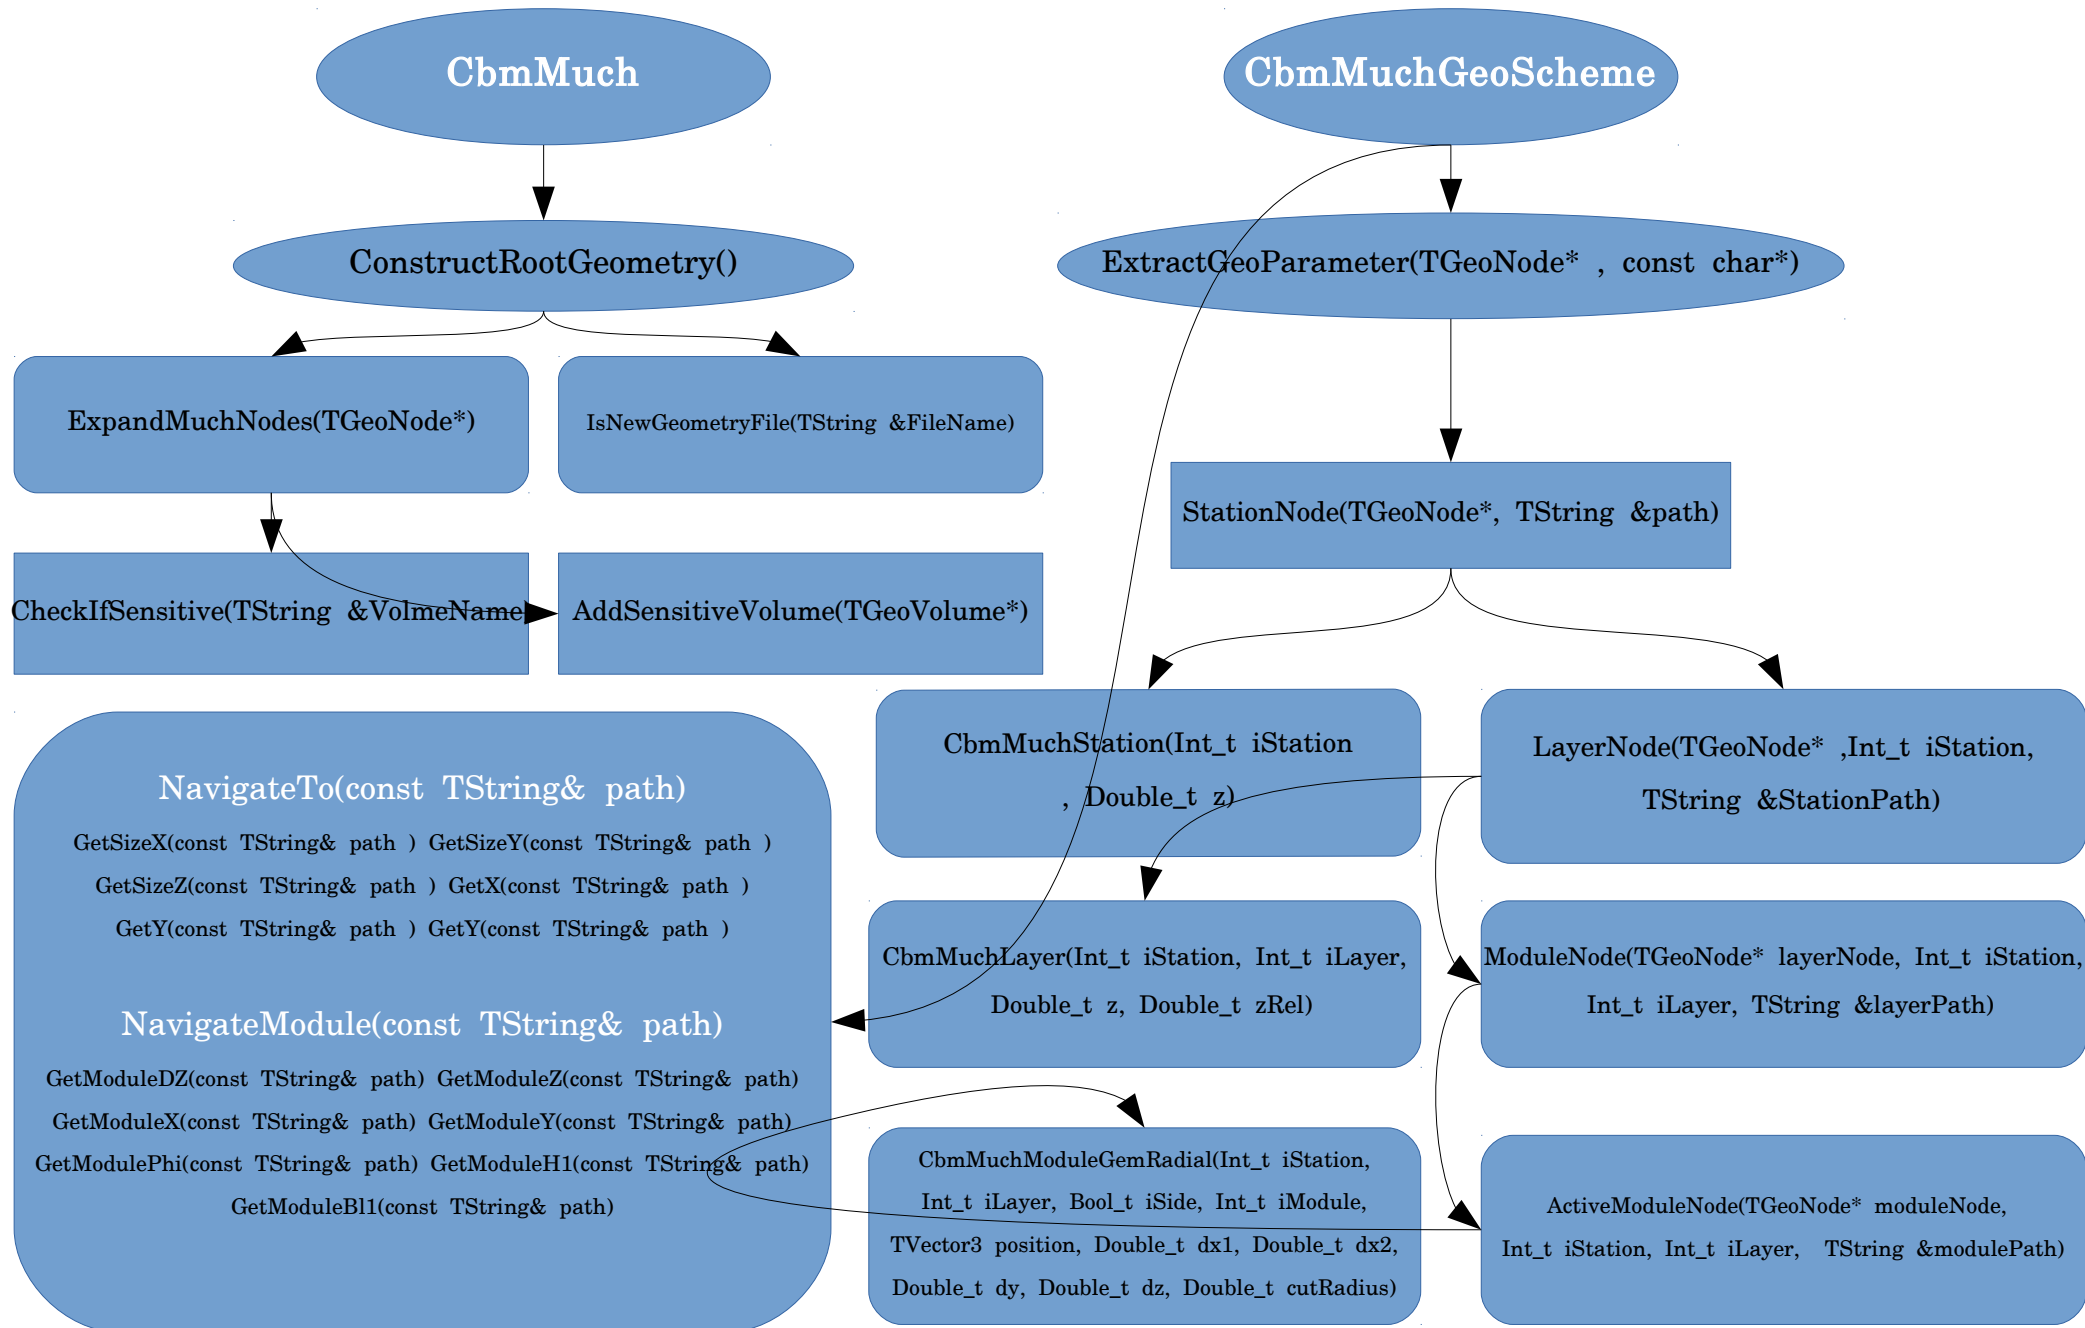 CbmMuch
CbmMuchGeoScheme
ConstructRootGeometry()
ExtractGeoParameter(TGeoNode* , const char*)
ExpandMuchNodes(TGeoNode*)
IsNewGeometryFile(TString &FileName)
StationNode(TGeoNode*, TString &path)
CheckIfSensitive(TString &VolmeName)
AddSensitiveVolume(TGeoVolume*)
CbmMuchStation(Int_t iStation
, Double_t z)
LayerNode(TGeoNode* ,Int_t iStation,
TString &StationPath)
NavigateTo(const TString& path)
GetSizeX(const TString& path ) GetSizeY(const TString& path )
GetSizeZ(const TString& path ) GetX(const TString& path )
GetY(const TString& path ) GetY(const TString& path )
NavigateModule(const TString& path)
GetModuleDZ(const TString& path) GetModuleZ(const TString& path)
GetModuleX(const TString& path) GetModuleY(const TString& path)
GetModulePhi(const TString& path) GetModuleH1(const TString& path)
GetModuleBl1(const TString& path)
CbmMuchLayer(Int_t iStation, Int_t iLayer,
Double_t z, Double_t zRel)
ModuleNode(TGeoNode* layerNode, Int_t iStation,
Int_t iLayer, TString &layerPath)
CbmMuchModuleGemRadial(Int_t iStation,
Int_t iLayer, Bool_t iSide, Int_t iModule,
TVector3 position, Double_t dx1, Double_t dx2,
Double_t dy, Double_t dz, Double_t cutRadius)
ActiveModuleNode(TGeoNode* moduleNode,
Int_t iStation, Int_t iLayer, TString &modulePath)